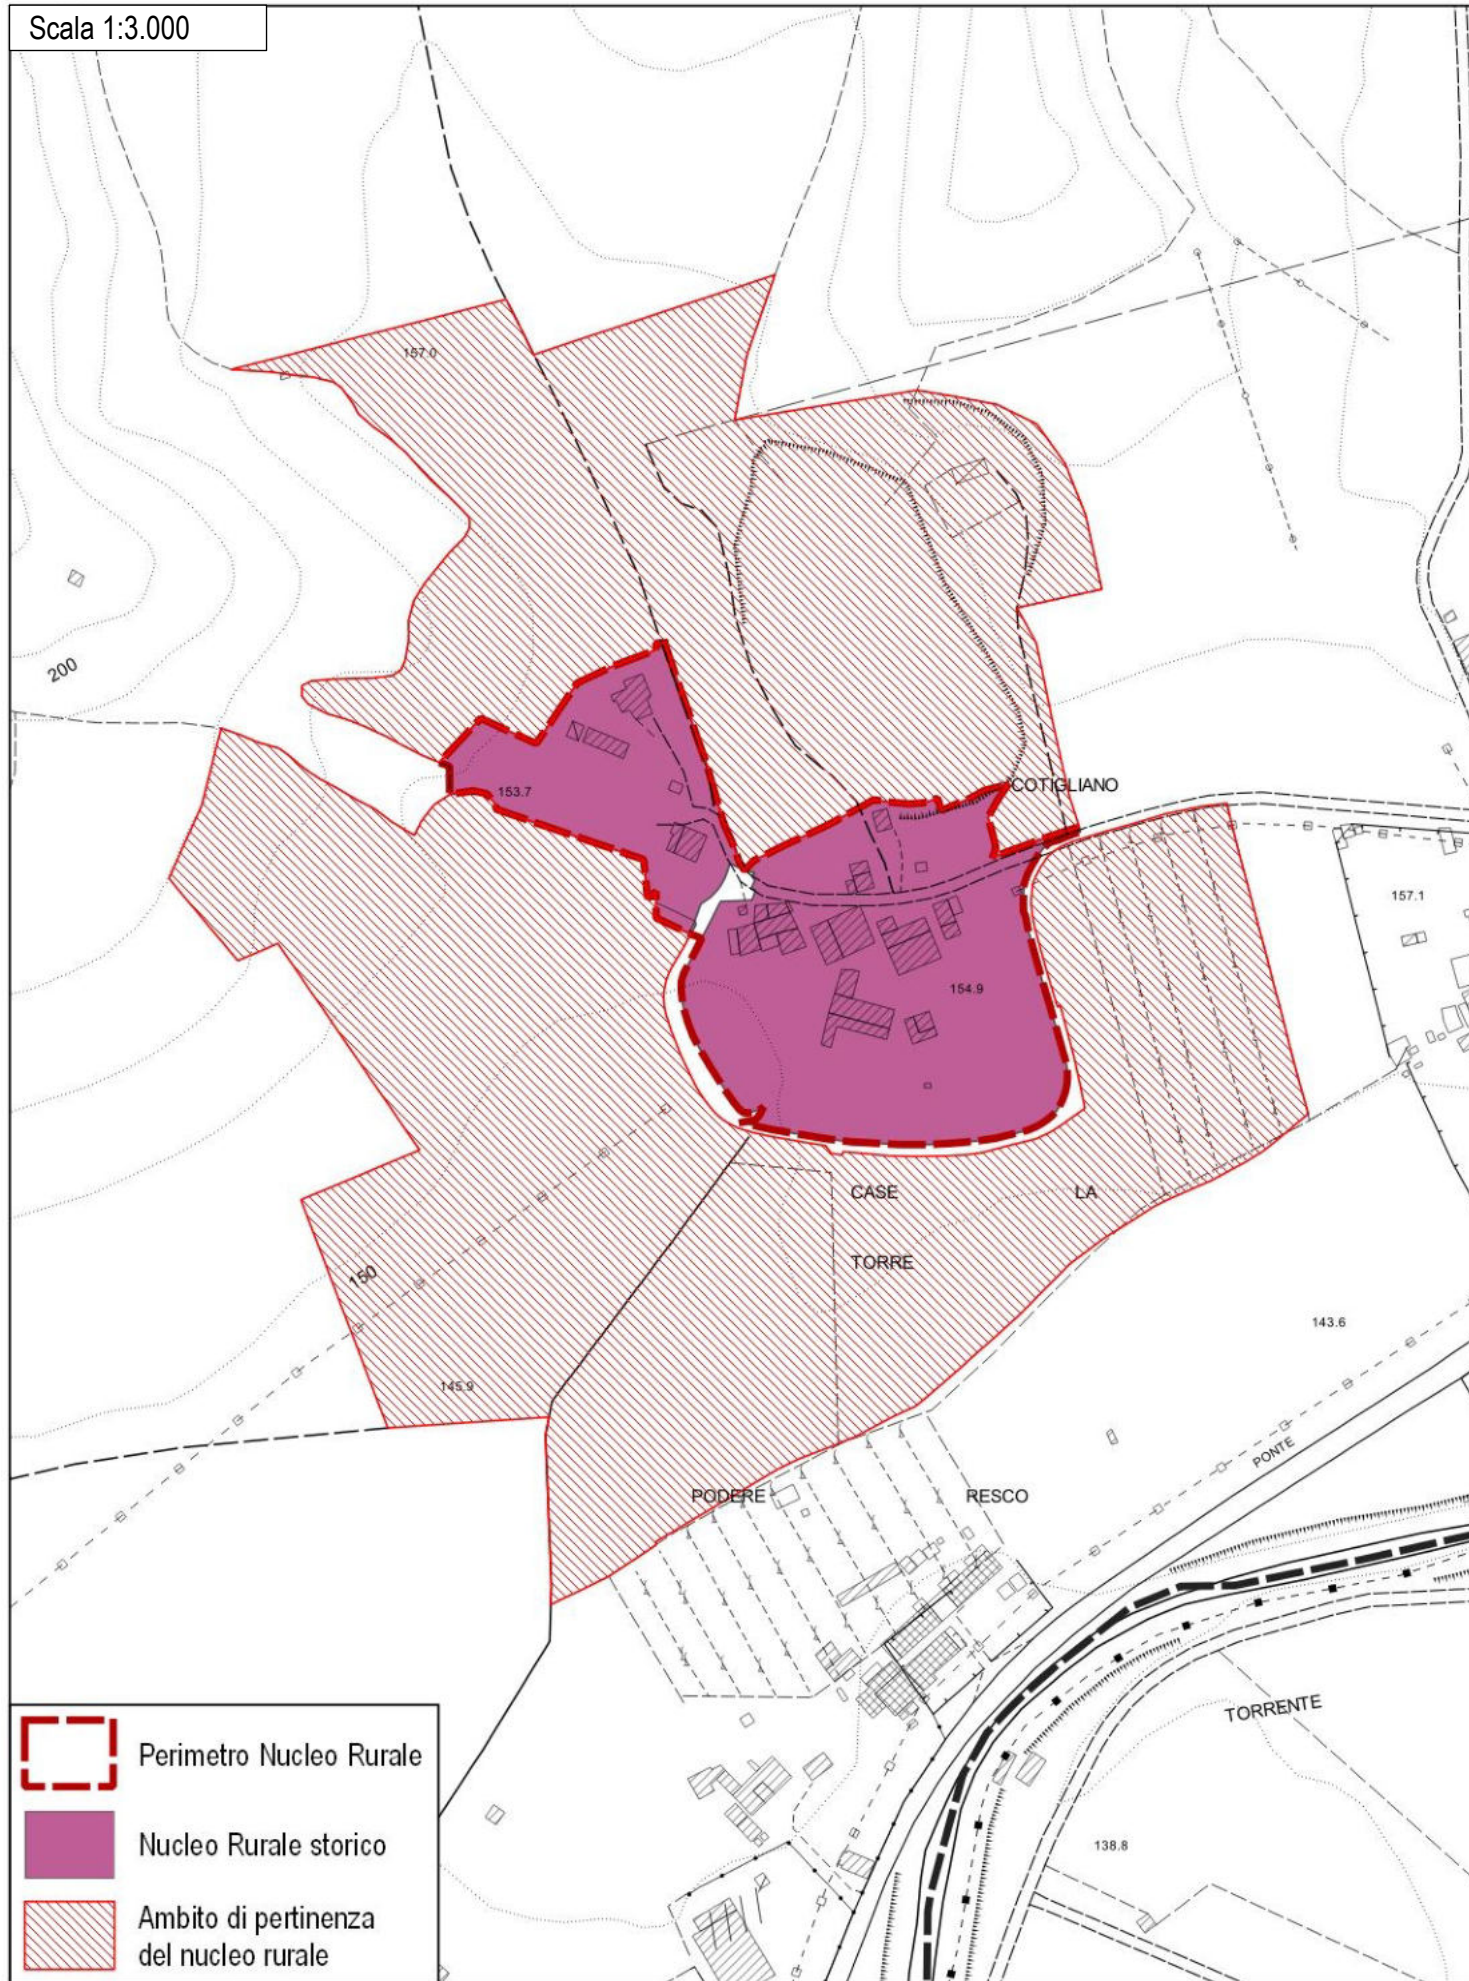 Scala 1:3.000
157.0
200
153.7
COTIGLIANO
157.1
154.9
CASE LA
TORRE
150
143.6
145.9
PONTE
PODERE RESCO
TORRENTE
138.8
Perimetro Nucleo Rurale
Nucleo Rurale storico
Ambito di pertinenza
del nucleo rurale